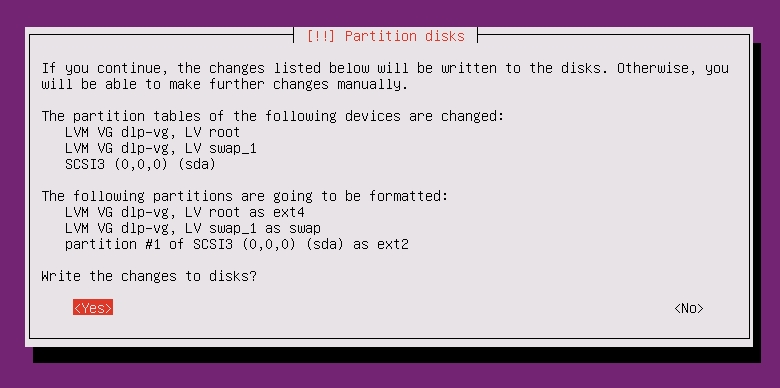 [!!] Partition disks
If you continue, the changes listed below will be written to the disks. Otherwise, you
will be able to make further changes manually.
The partition tables of the following devices are changed:
LVM VG dlp-vg, LV root
LVM VG dlp-vg, LV swap_1
SCSI3 (0,0,0) (sda)
The following partitions are going to be formatted:
LVM VG dlp-vg, LV root as ext4
LVM VG dlp-vg, LV swap_1 as swap
partition #1 of SCSI3 (0,0,0) (sda) as ext2
Write the changes to disks?
<Yes> <No>